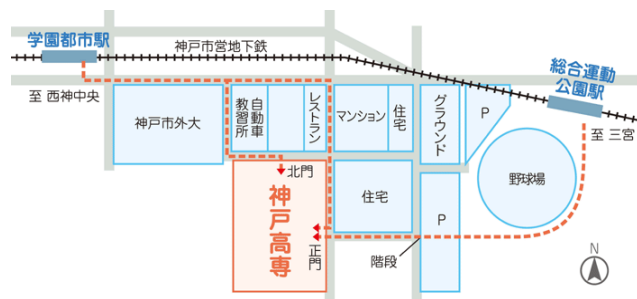 学園都市駅
神戸市営地下鉄
総合運動
公園駅
至 西神中央
至 三宮
神戸市外大
自動車
教習所
レストラン
マンション
住宅
グラウンド
P
野球場
北門
神戸高専
正門
住宅
P
階段
N